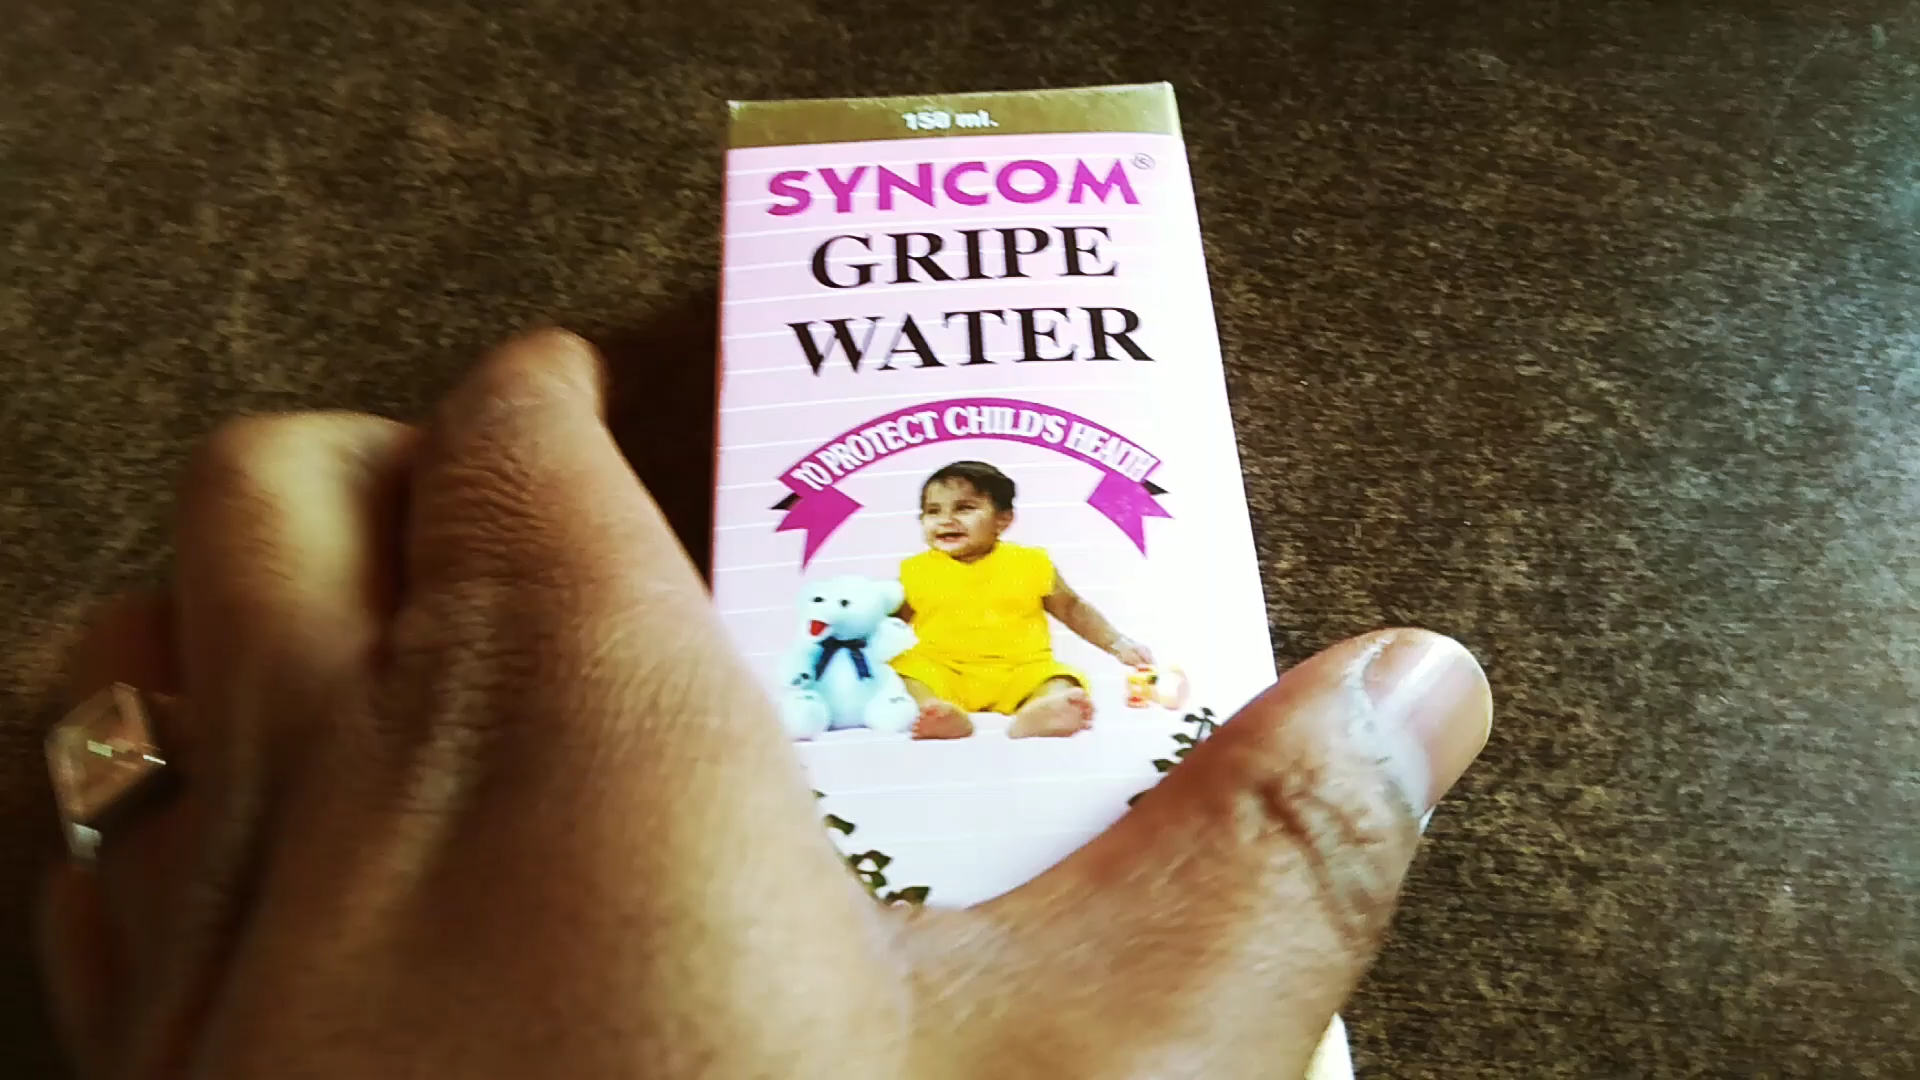 150 ml.
SYNCOM®
GRIPE
WATER
TO PROTECT CHILD'S HEALTH